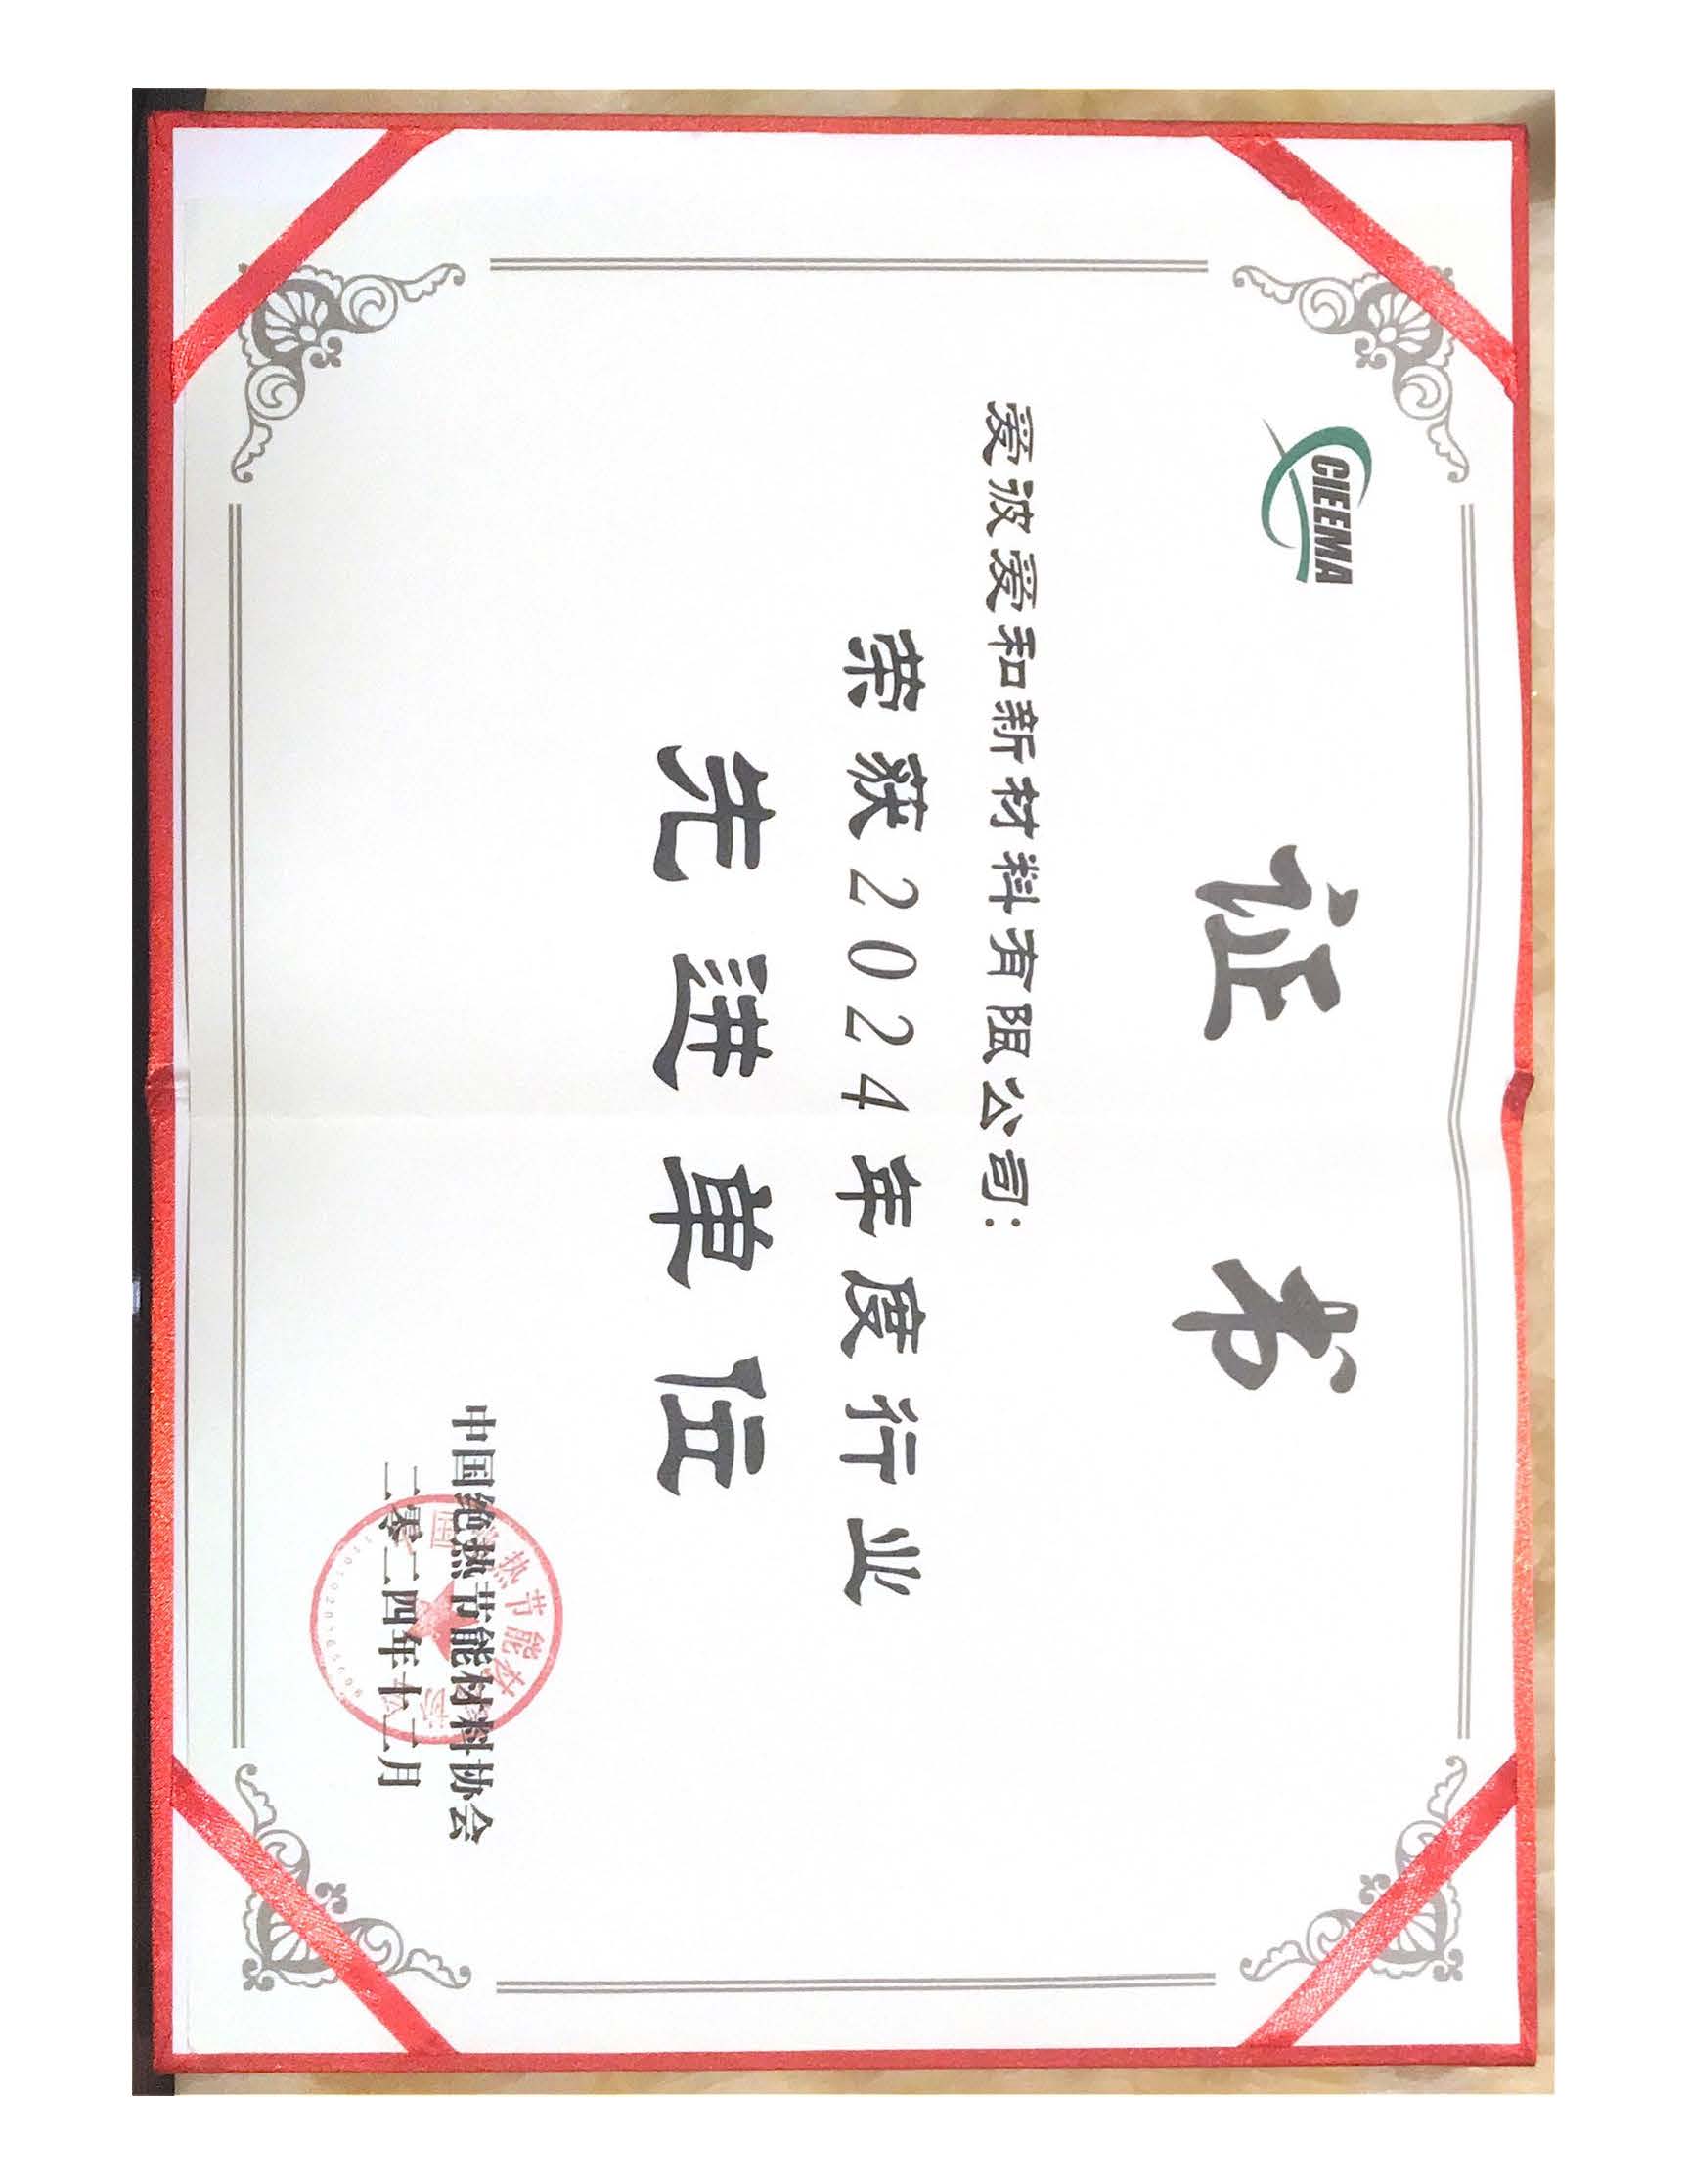 CIEEMA
证书
爱彼爱和新材料有限公司：
荣获2024年度行业
先进单位
中国绝热节能材料协会
二零二四年十二月